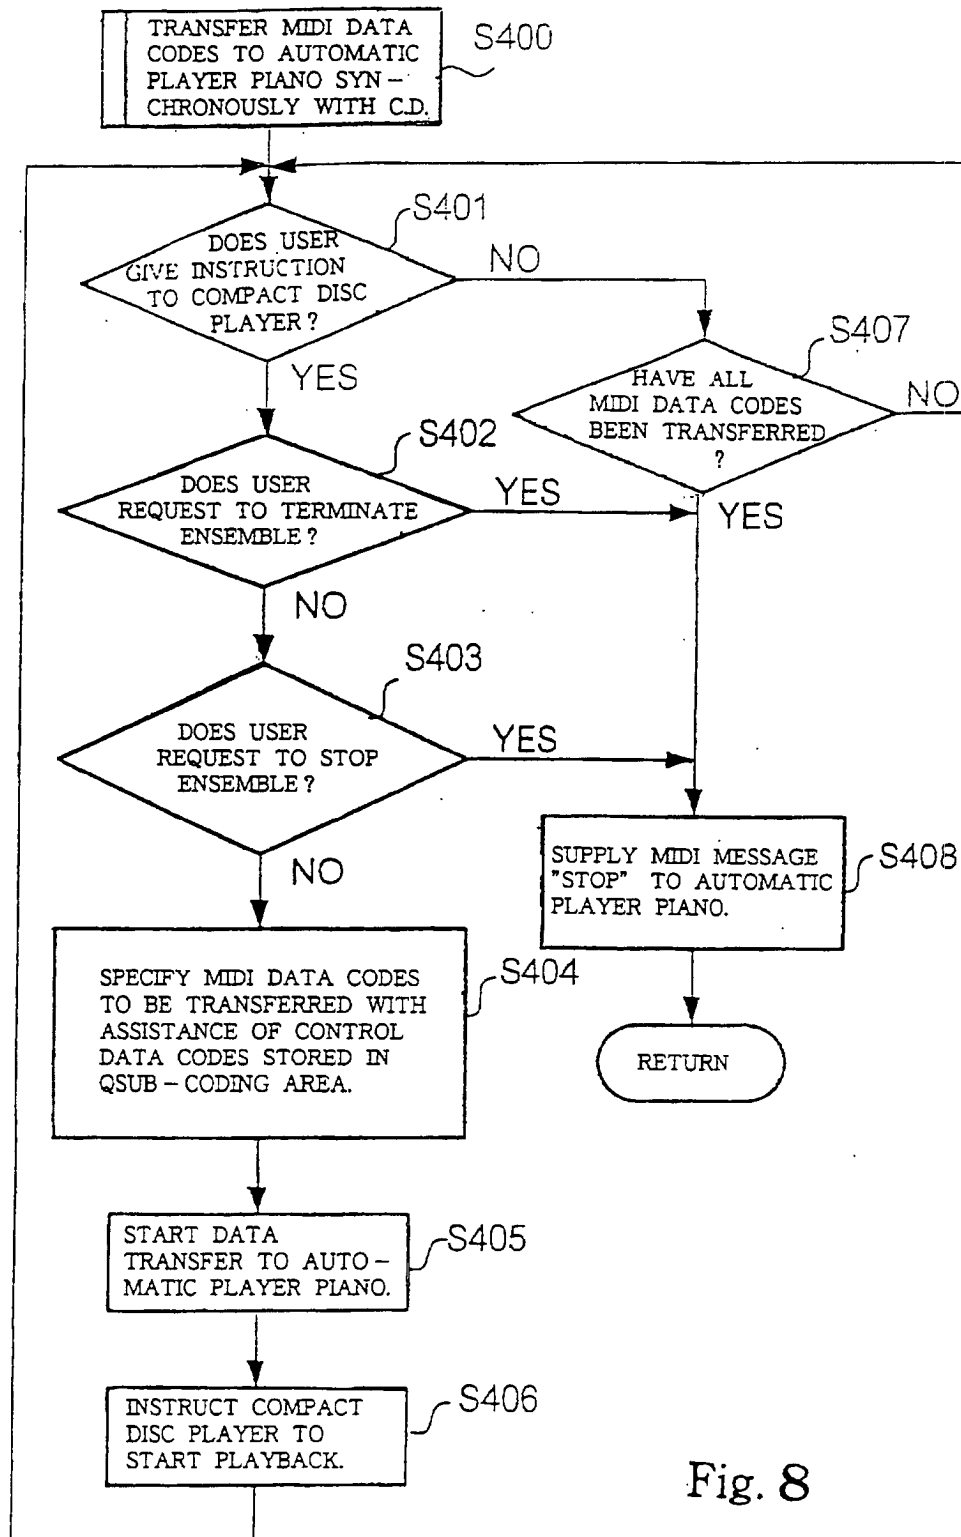 TRANSFER MIDI DATA
CODES TO AUTOMATIC
PLAYER PIANO SYN-
CHRONOUSLY WITH C.D.
S400
S401
DOES USER
GIVE INSTRUCTION
TO COMPACT DISC
PLAYER?
NO
YES
S407
HAVE ALL
MIDI DATA CODES
BEEN TRANSFERRED
?
NO
YES
S402
DOES USER
REQUEST TO TERMINATE
ENSEMBLE?
YES
NO
S403
DOES USER
REQUEST TO STOP
ENSEMBLE?
YES
NO
SUPPLY MIDI MESSAGE
"STOP" TO AUTOMATIC
PLAYER PIANO.
S408
RETURN
SPECIFY MIDI DATA CODES
TO BE TRANSFERRED WITH
ASSISTANCE OF CONTROL
DATA CODES STORED IN
QSUB-CODING AREA.
S404
START DATA
TRANSFER TO AUTO-
MATIC PLAYER PIANO.
S405
INSTRUCT COMPACT
DISC PLAYER TO
START PLAYBACK.
S406
Fig. 8